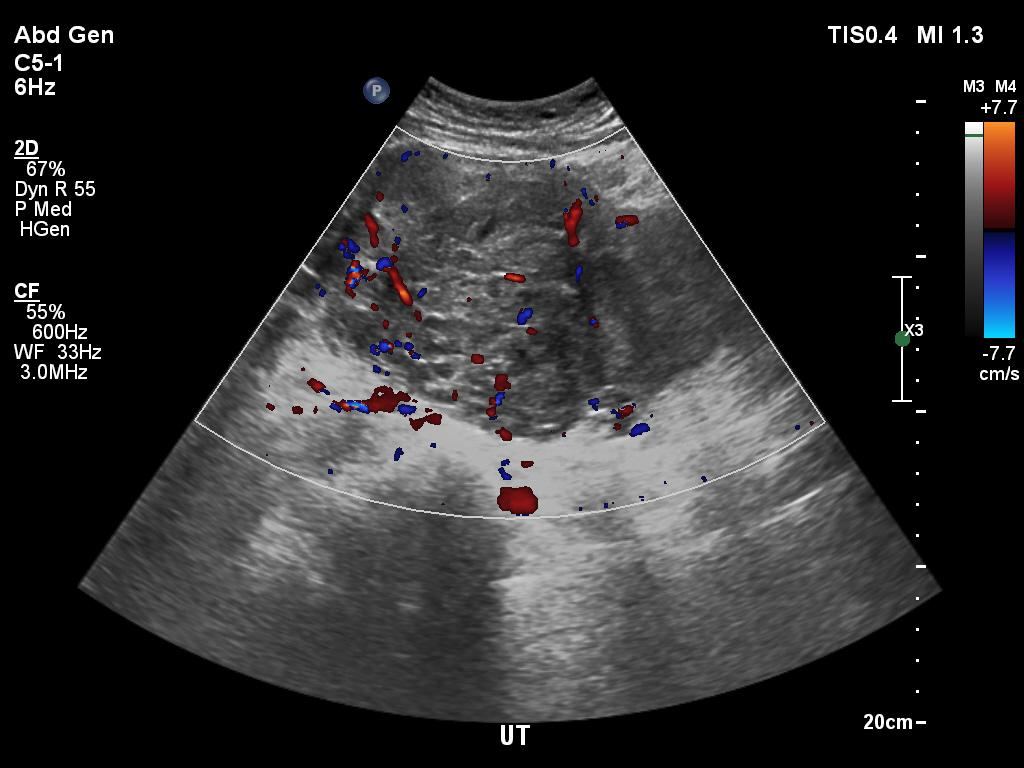 Abd Gen
C5-1
6Hz
TIS0.4 MI 1.3
P
M3 M4
+7.7
2D
67%
Dyn R 55
P Med
HGen
CF
55%
600Hz
WF 33Hz
3.0MHz
X3
-7.7
cm/s
20cm
UT